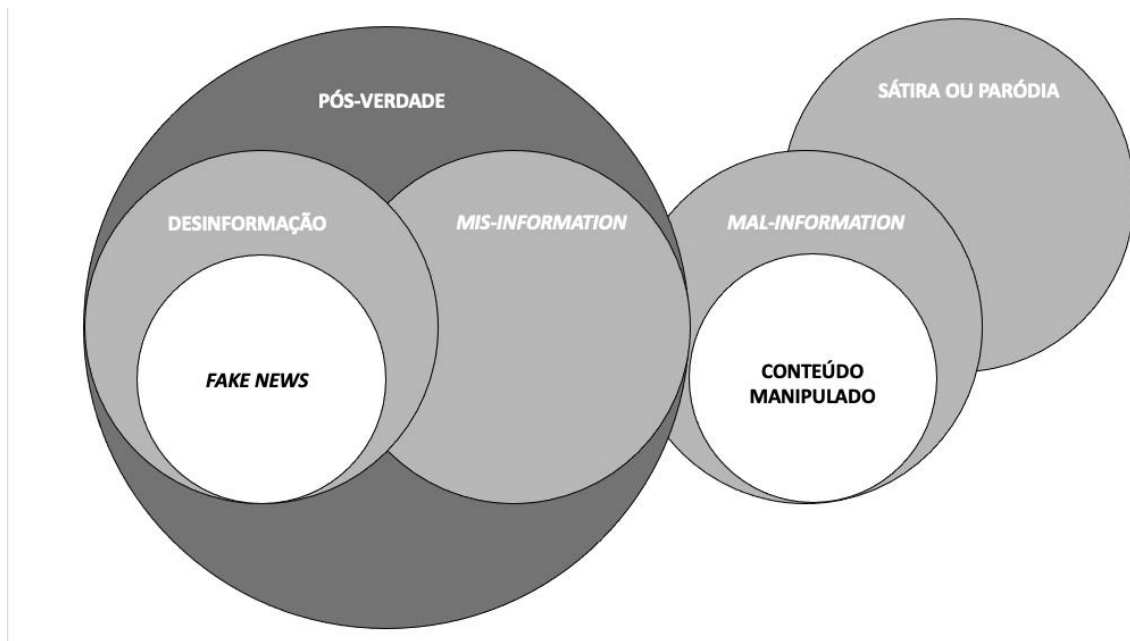 PÓS-VERDADE
SÁTIRA OU PARÓDIA
DESINFORMAÇÃO
MIS-INFORMATION
MAL-INFORMATION
FAKE NEWS
CONTEÚDO
MANIPULADO